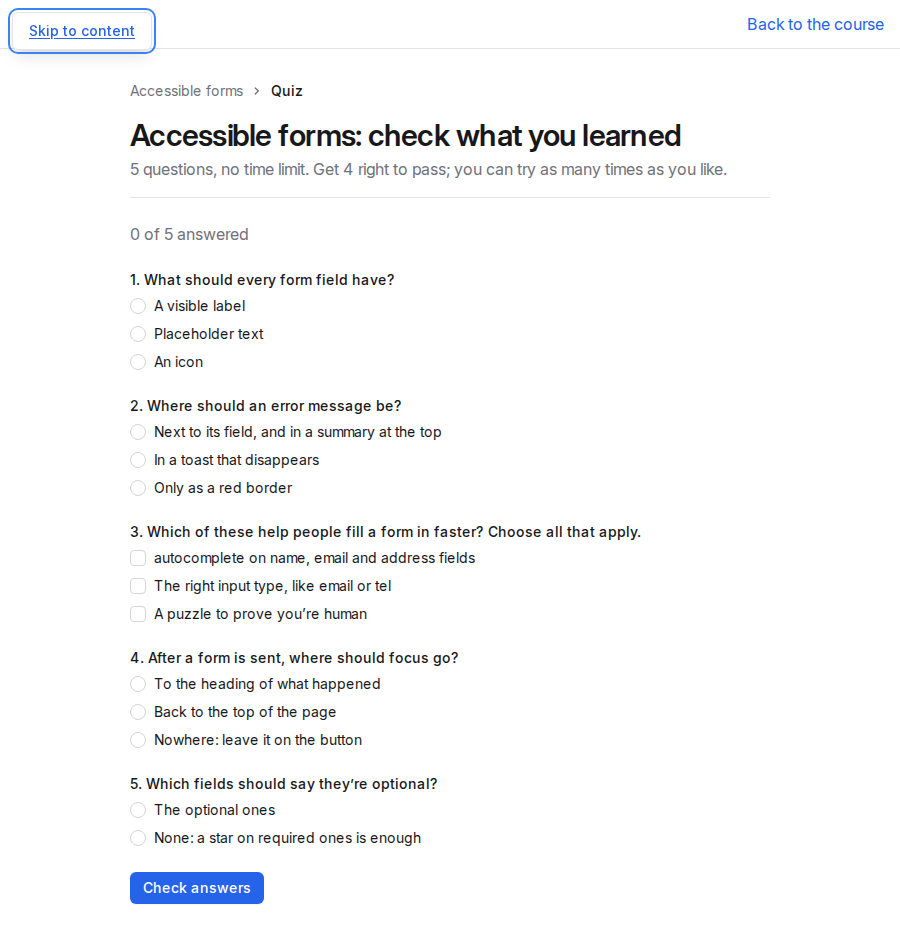 Skip to content
Back to the course
Accessible forms > Quiz
Accessible forms: check what you learned
5 questions, no time limit. Get 4 right to pass; you can try as many times as you like.
0 of 5 answered
1. What should every form field have?
A visible label
Placeholder text
An icon
2. Where should an error message be?
Next to its field, and in a summary at the top
In a toast that disappears
Only as a red border
3. Which of these help people fill a form in faster? Choose all that apply.
autocomplete on name, email and address fields
The right input type, like email or tel
A puzzle to prove you’re human
4. After a form is sent, where should focus go?
To the heading of what happened
Back to the top of the page
Nowhere: leave it on the button
5. Which fields should say they’re optional?
The optional ones
None: a star on required ones is enough
Check answers